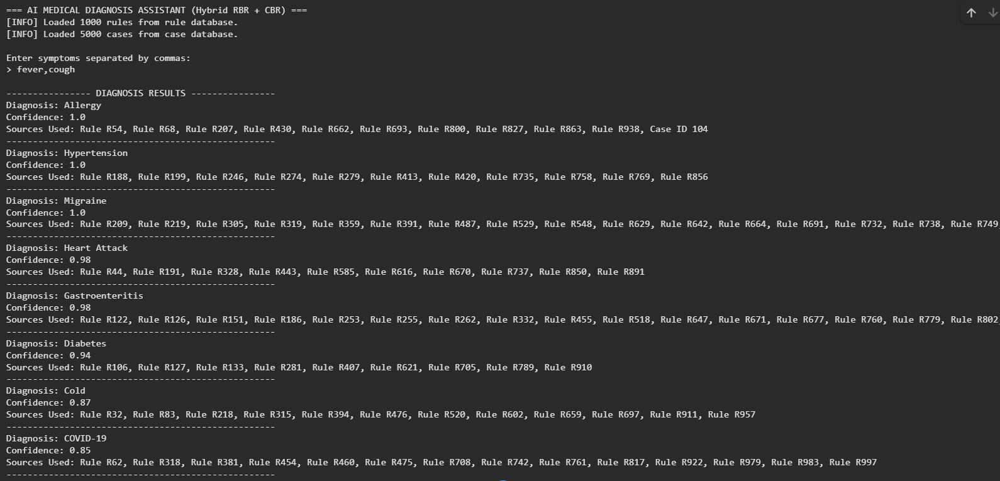 === AI MEDICAL DIAGNOSIS ASSISTANT (Hybrid RBR + CBR) ===
[INFO] Loaded 1000 rules from rule database.
[INFO] Loaded 5000 cases from case database.
Enter symptoms separated by commas:
> fever,cough
---------------- DIAGNOSIS RESULTS ----------------
Diagnosis: Allergy
Confidence: 1.0
Sources Used: Rule R54, Rule R68, Rule R207, Rule R430, Rule R662, Rule R693, Rule R800, Rule R827, Rule R863, Rule R938, Case ID 104
---------------------------------------------------
Diagnosis: Hypertension
Confidence: 1.0
Sources Used: Rule R188, Rule R199, Rule R246, Rule R274, Rule R279, Rule R413, Rule R420, Rule R735, Rule R758, Rule R769, Rule R856
---------------------------------------------------
Diagnosis: Migraine
Confidence: 1.0
Sources Used: Rule R209, Rule R219, Rule R305, Rule R319, Rule R359, Rule R391, Rule R487, Rule R529, Rule R548, Rule R629, Rule R642, Rule R664, Rule R691, Rule R732, Rule R738, Rule R749,
---------------------------------------------------
Diagnosis: Heart Attack
Confidence: 0.98
Sources Used: Rule R44, Rule R191, Rule R328, Rule R443, Rule R585, Rule R616, Rule R670, Rule R737, Rule R850, Rule R891
---------------------------------------------------
Diagnosis: Gastroenteritis
Confidence: 0.98
Sources Used: Rule R122, Rule R126, Rule R151, Rule R186, Rule R253, Rule R255, Rule R262, Rule R332, Rule R455, Rule R518, Rule R647, Rule R671, Rule R677, Rule R760, Rule R779, Rule R802,
---------------------------------------------------
Diagnosis: Diabetes
Confidence: 0.94
Sources Used: Rule R106, Rule R127, Rule R133, Rule R281, Rule R407, Rule R621, Rule R705, Rule R789, Rule R910
---------------------------------------------------
Diagnosis: Cold
Confidence: 0.87
Sources Used: Rule R32, Rule R83, Rule R218, Rule R315, Rule R394, Rule R476, Rule R520, Rule R602, Rule R659, Rule R697, Rule R911, Rule R957
---------------------------------------------------
Diagnosis: COVID-19
Confidence: 0.85
Sources Used: Rule R62, Rule R318, Rule R381, Rule R454, Rule R460, Rule R475, Rule R708, Rule R742, Rule R761, Rule R817, Rule R922, Rule R979, Rule R983, Rule R997
---------------------------------------------------